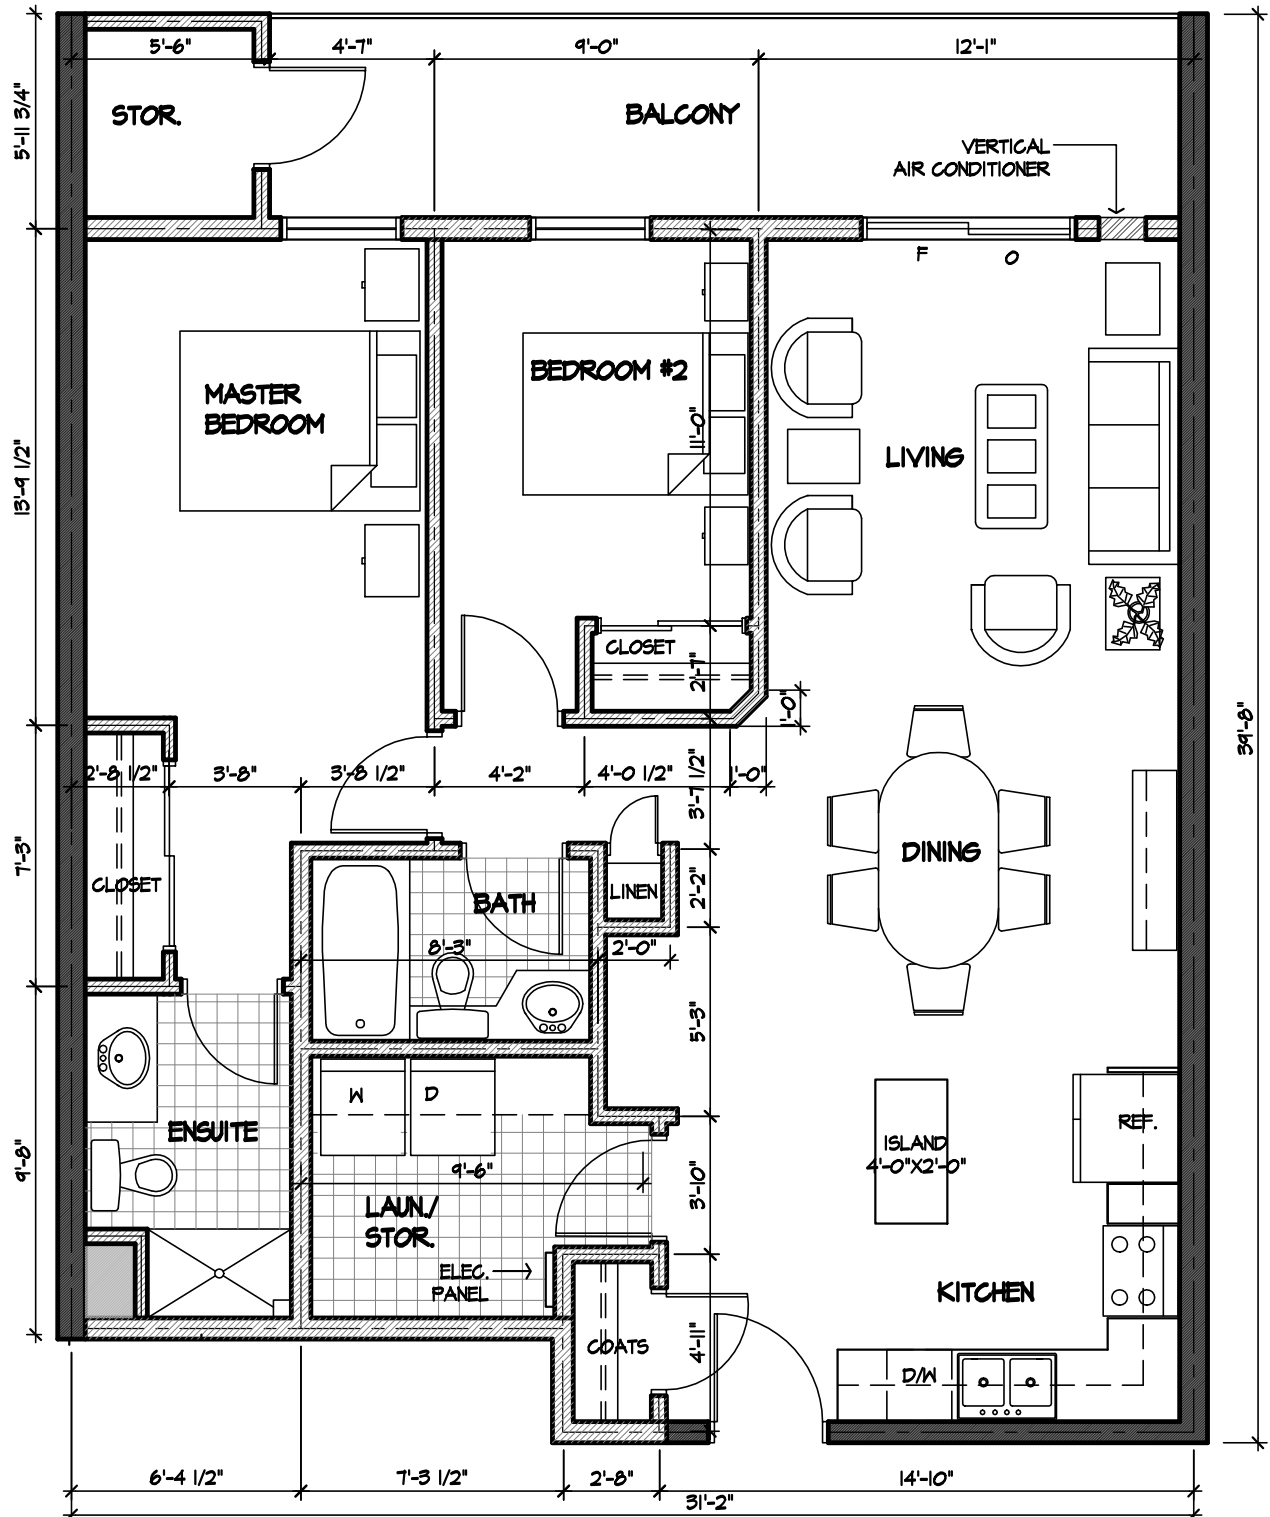 5'-6"
4'-7"
9'-0"
12'-1"
5'-11 3/4"
STOR.
BALCONY
VERTICAL
AIR CONDITIONER
F
O
MASTER
BEDROOM
BEDROOM #2
11'-0"
LIVING
13'-9 1/2"
CLOSET
2'-7"
1'-0"
39'-8"
2'-8 1/2"
3'-8"
3'-8 1/2"
4'-2"
4'-0 1/2"
1'-0"
3'-7 1/2"
7'-3"
CLOSET
DINING
LINEN
2'-2"
BATH
8'-3"
2'-0"
5'-3"
W
D
ENSUITE
REF.
ISLAND
4'-0"X2'-0"
9'-8"
9'-6"
3'-10"
LAUN./
STOR.
ELEC.
PANEL
KITCHEN
COATS
4'-11"
D/W
6'-4 1/2"
7'-3 1/2"
2'-8"
14'-10"
31'-2"